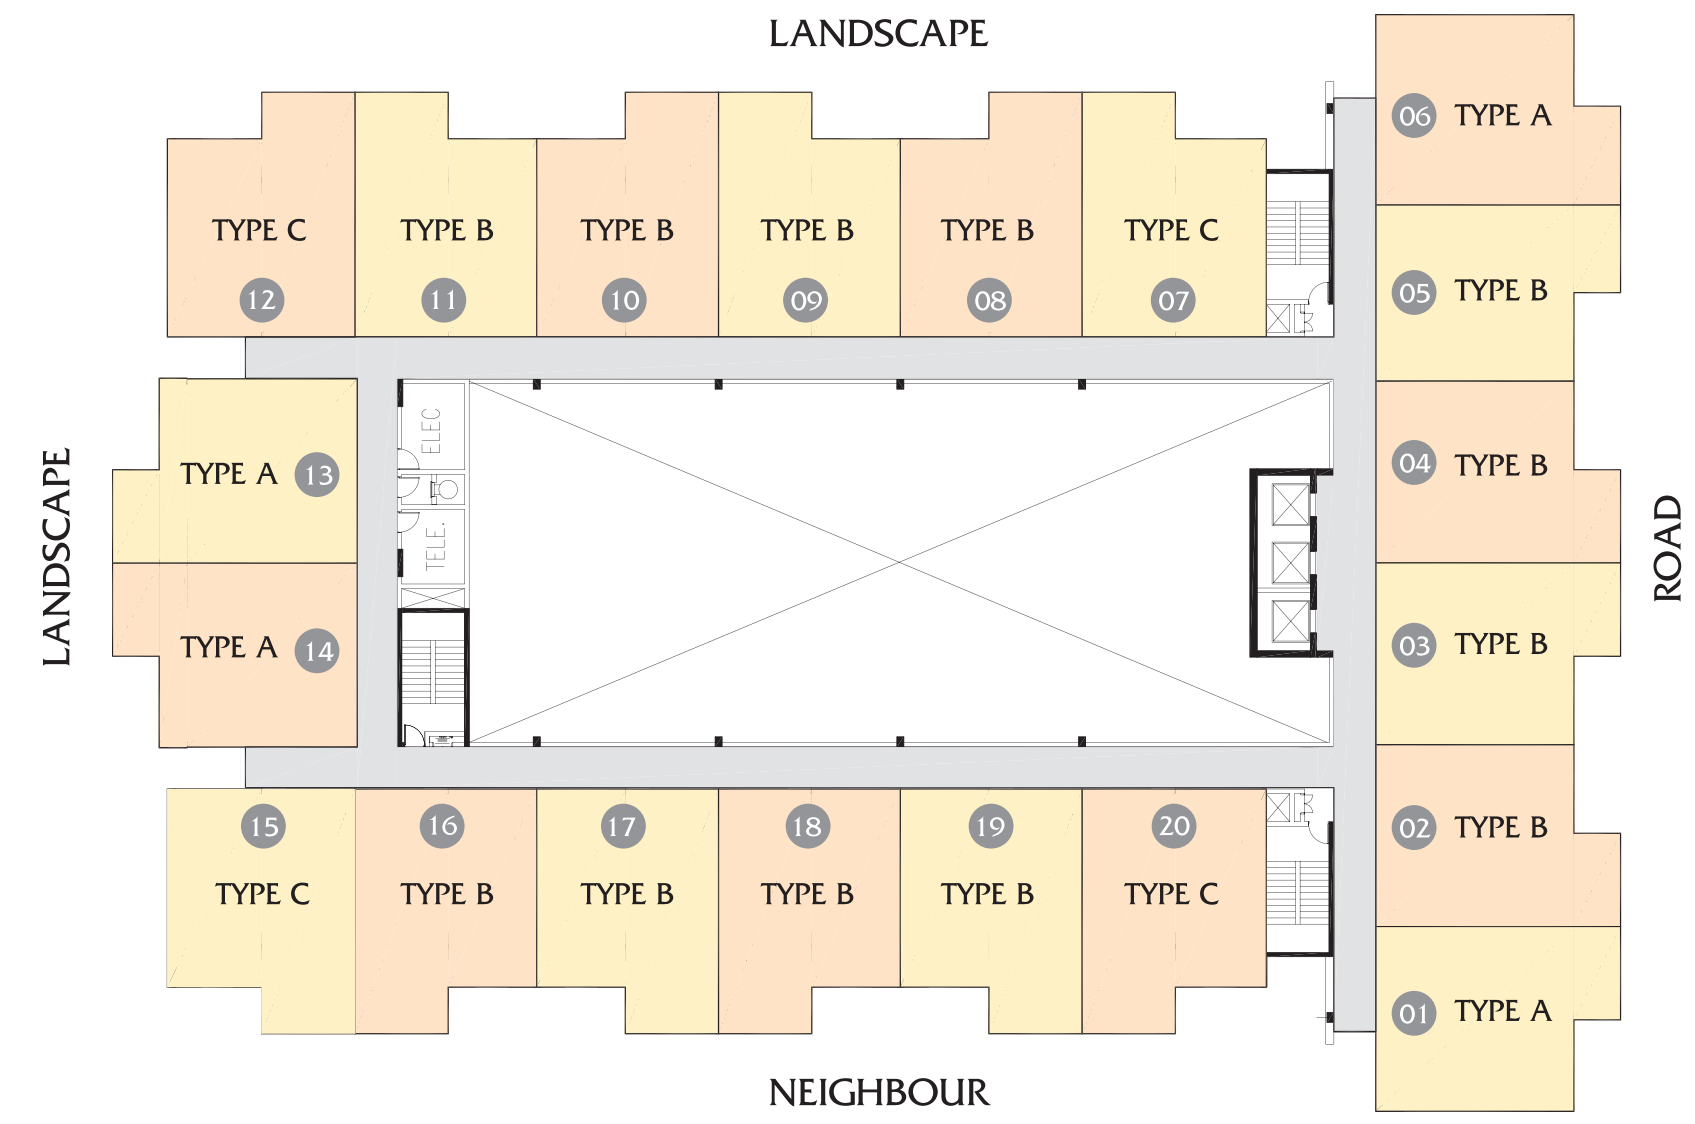 LANDSCAPE
06 TYPE A
TYPE C
TYPE B
TYPE B
TYPE B
TYPE B
TYPE C
12
11
10
09
08
07
05 TYPE B
LANDSCAPE
TYPE A 13
ELEC
TELE.
04 TYPE B
ROAD
TYPE A 14
03 TYPE B
15
16
17
18
19
20
02 TYPE B
TYPE C
TYPE B
TYPE B
TYPE B
TYPE B
TYPE C
01 TYPE A
NEIGHBOUR